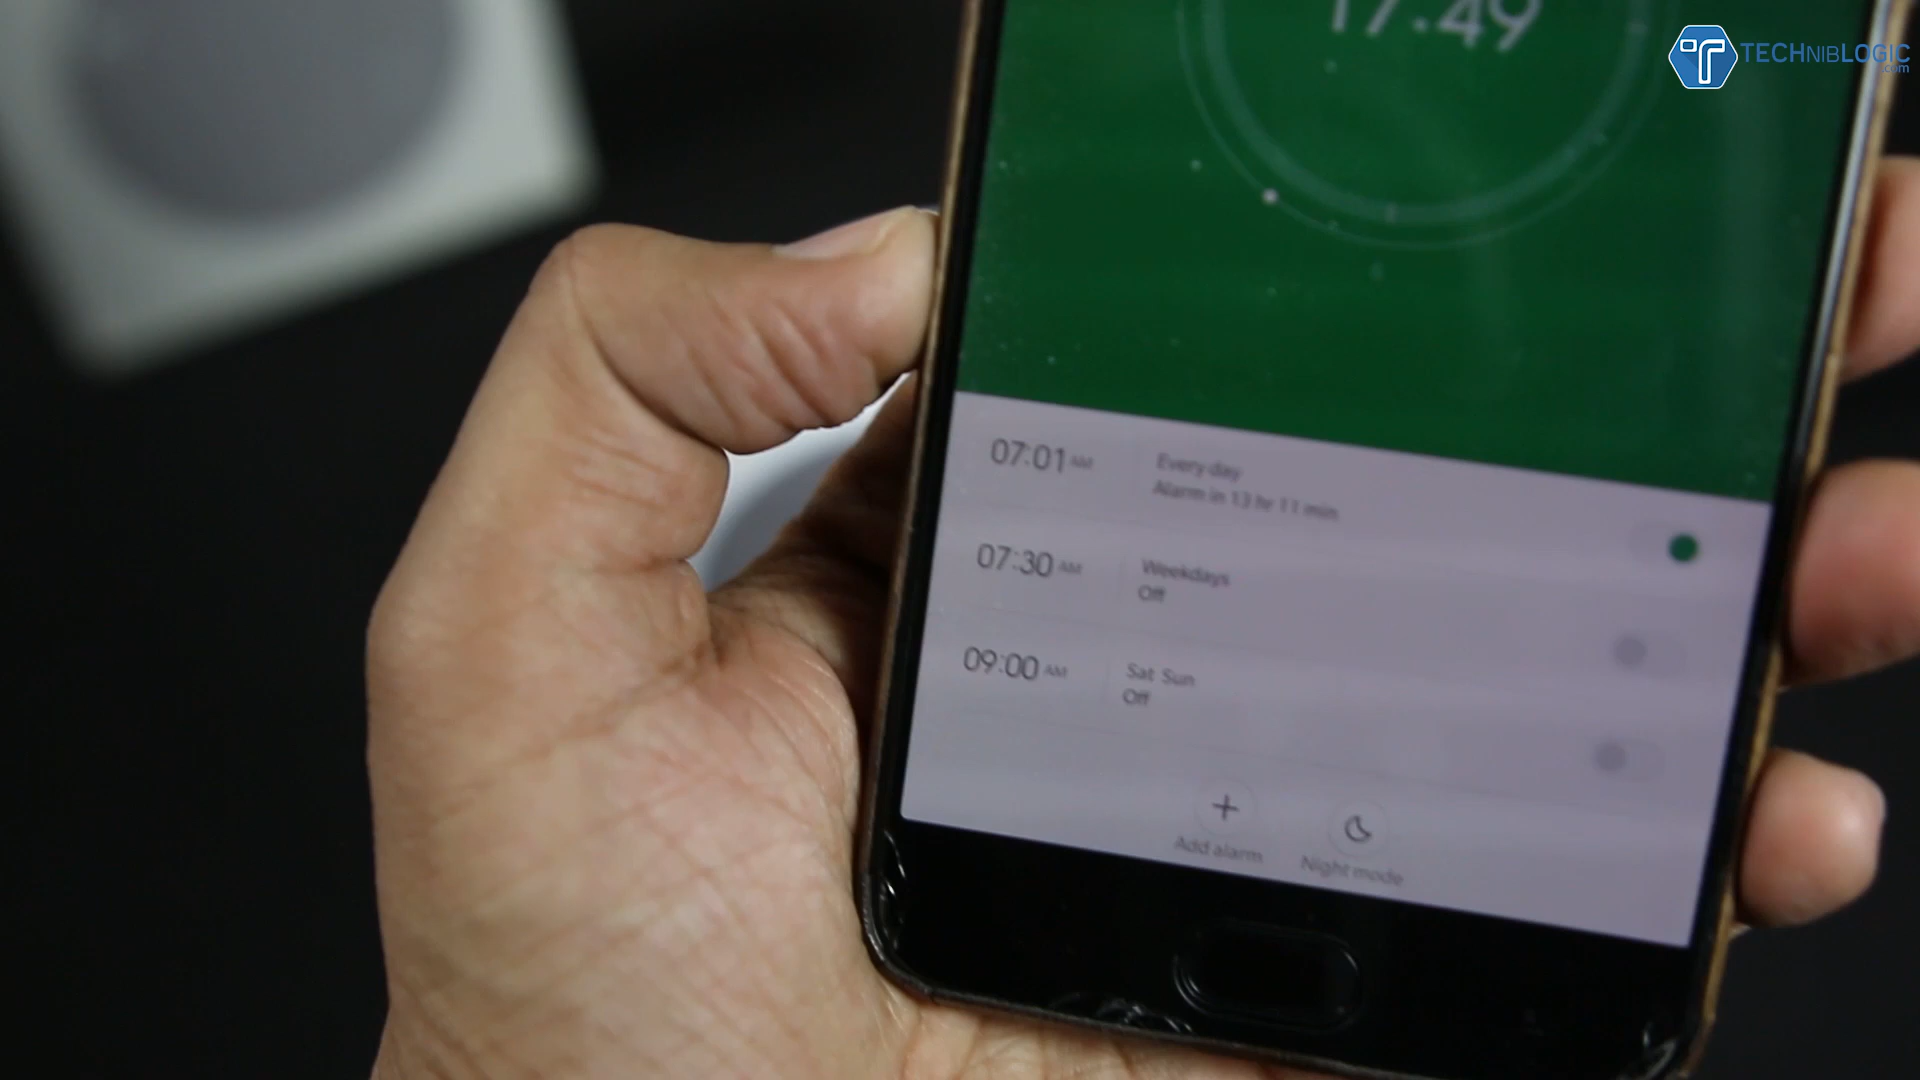 17:49
TECHNIBLOGIC
.com
07:01 AM
Every day
Alarm in 13 hr 11 min
07:30 AM
Weekdays
Off
09:00 AM
Sat Sun
Off
Add alarm
Night mode